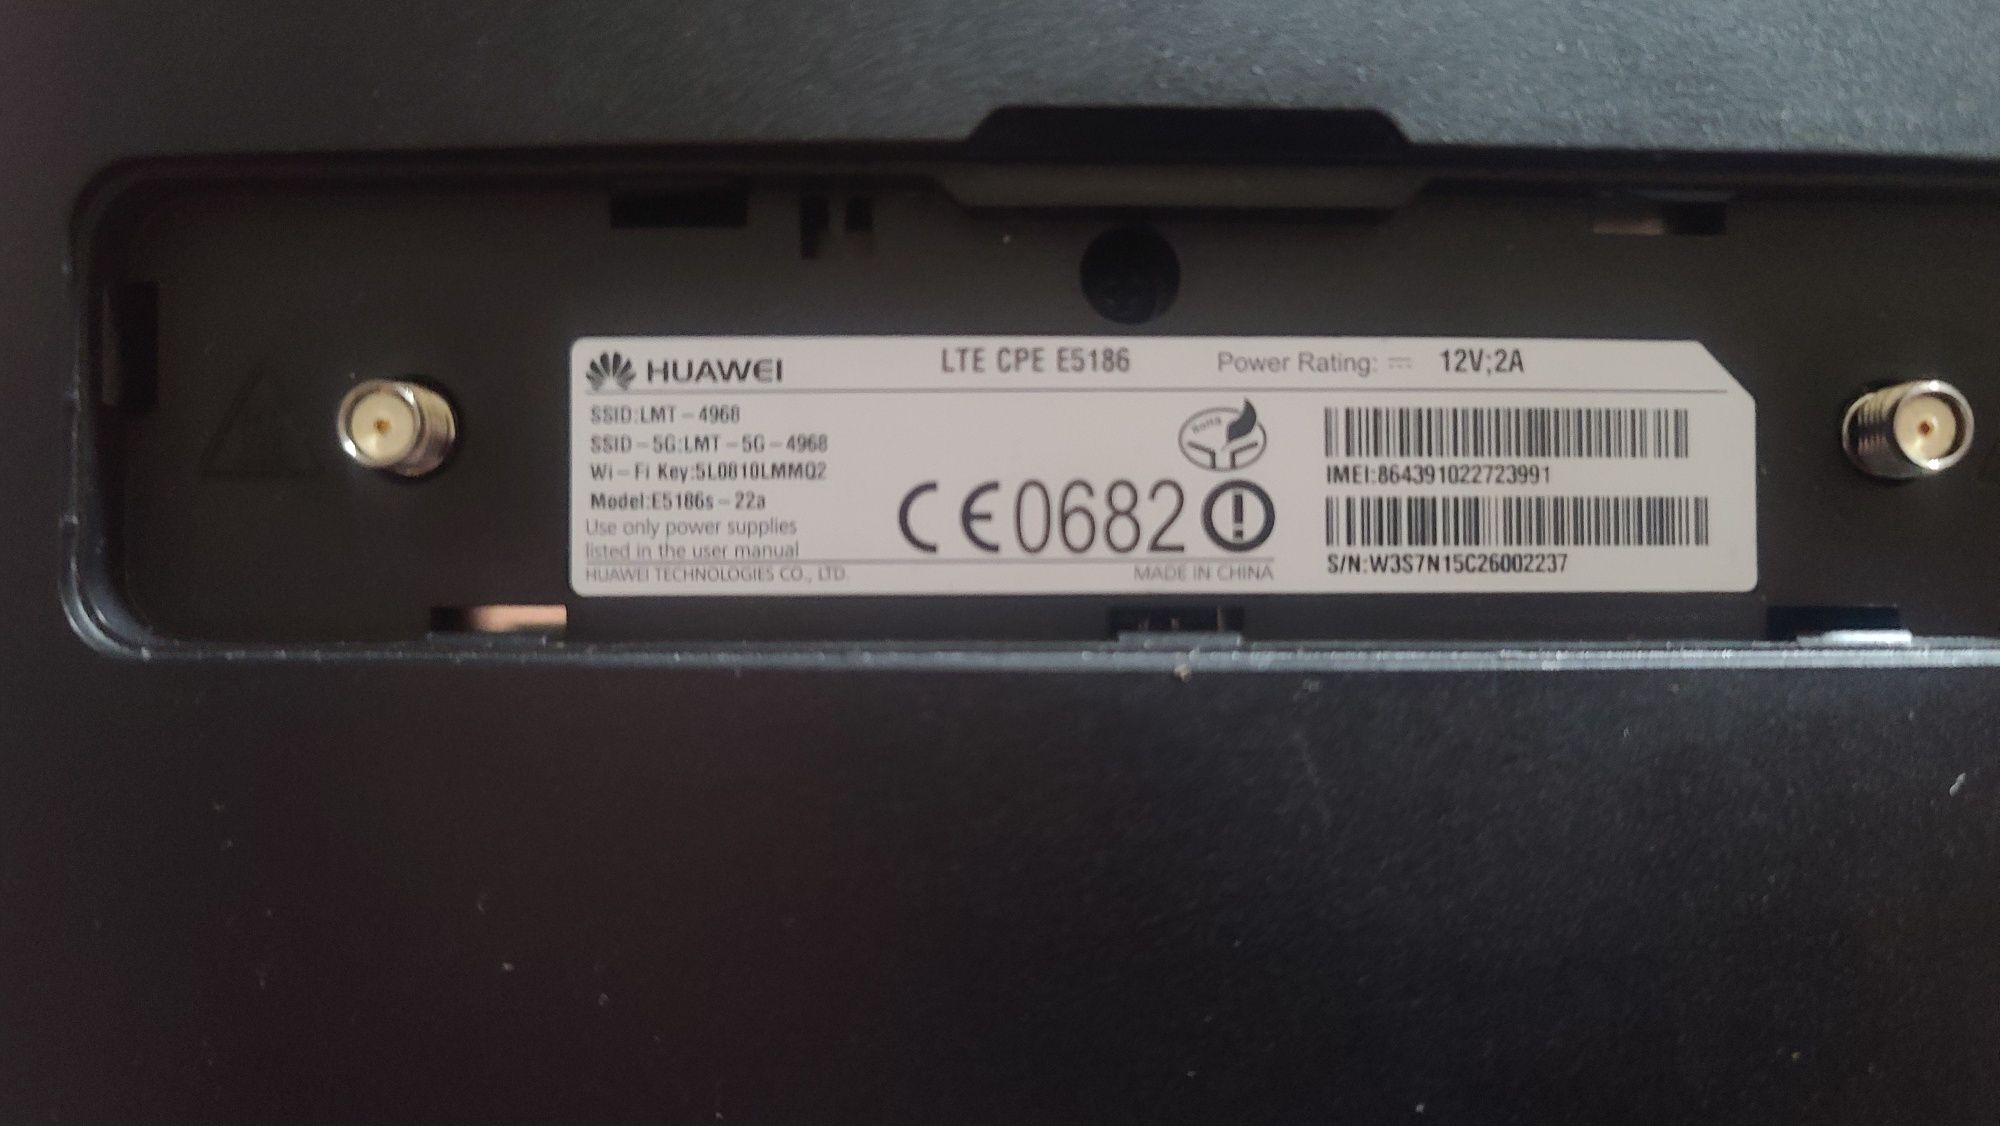 HUAWEI LTE CPE E5186 Power Rating: ⎓ 12V;2A
SSID:LMT-4968
SSID-5G:LMT-5G-4968
Wi-Fi Key:5L0810LMMQ2
Model:E5186s-22a
Use only power supplies
listed in the user manual
HUAWEI TECHNOLOGIES CO., LTD.
RoHS
CE0682
MADE IN CHINA
IMEI:864391022723991
S/N:W3S7N15C26002237